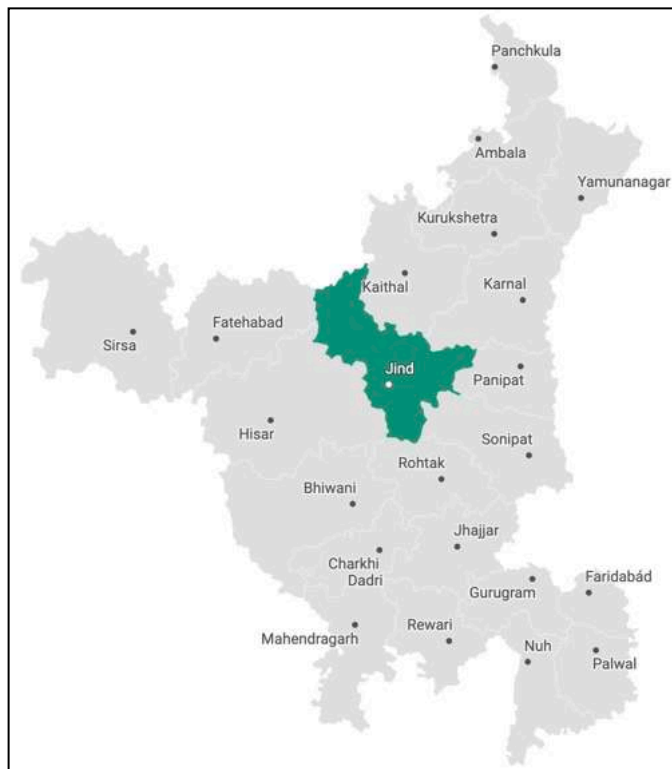 Panchkula
Ambala
Yamunanagar
Kurukshetra
Kaithal
Karnal
Fatehabad
Sirsa
Jind
Panipat
Hisar
Sonipat
Rohtak
Bhiwani
Jhajjar
Charkhi
Dadri
Faridabád
Gurugram
Rewari
Mahendragarh
Nuh
Palwal